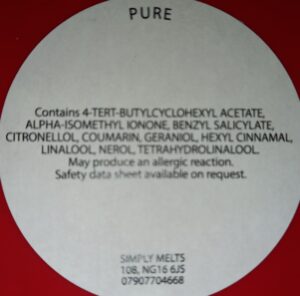 PURE
Contains 4-TERT-BUTYLCYCLOHEXYL ACETATE,
ALPHA-ISOMETHYL IONONE, BENZYL SALICYLATE,
CITRONELLOL, COUMARIN, GERANIOL, HEXYL CINNAMAL,
LINALOOL, NEROL, TETRAHYDROLINALOOL.
May produce an allergic reaction.
Safety data sheet available on request.
SIMPLY MELTS
108, NG16 6JS
07907704668